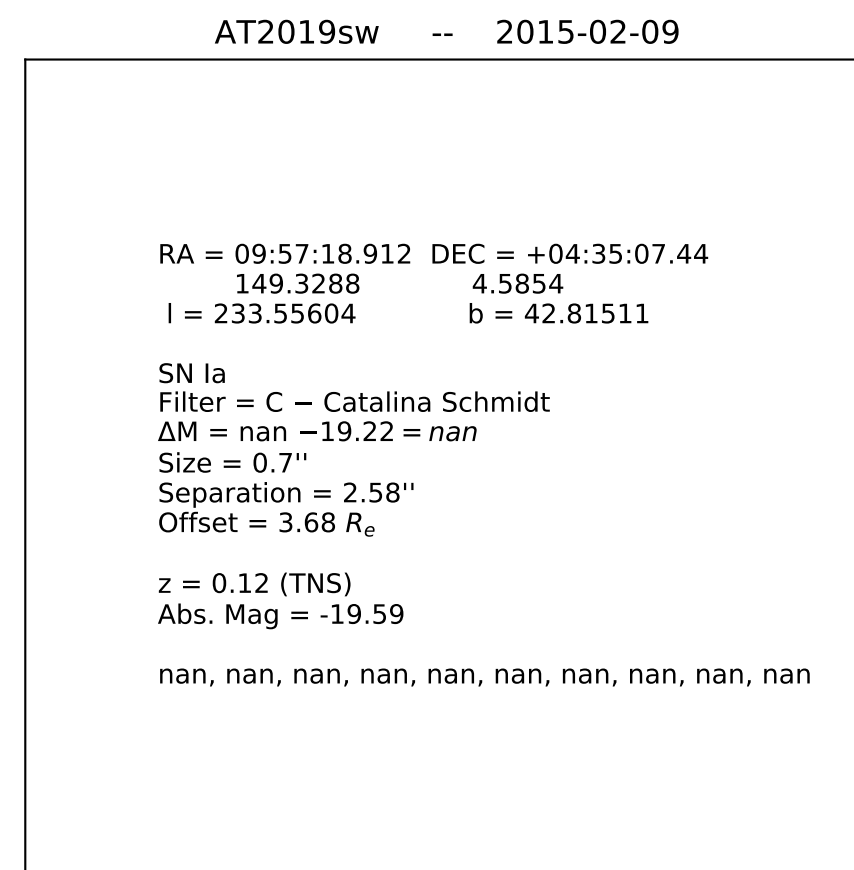 AT2019sw -- 2015-02-09
RA = 09:57:18.912 DEC = +04:35:07.44
149.3288 4.5854
l = 233.55604 b = 42.81511
SN Ia
Filter = C − Catalina Schmidt
ΔM = nan −19.22 = nan
Size = 0.7''
Separation = 2.58''
Offset = 3.68 Rₑ
z = 0.12 (TNS)
Abs. Mag = -19.59
nan, nan, nan, nan, nan, nan, nan, nan, nan, nan